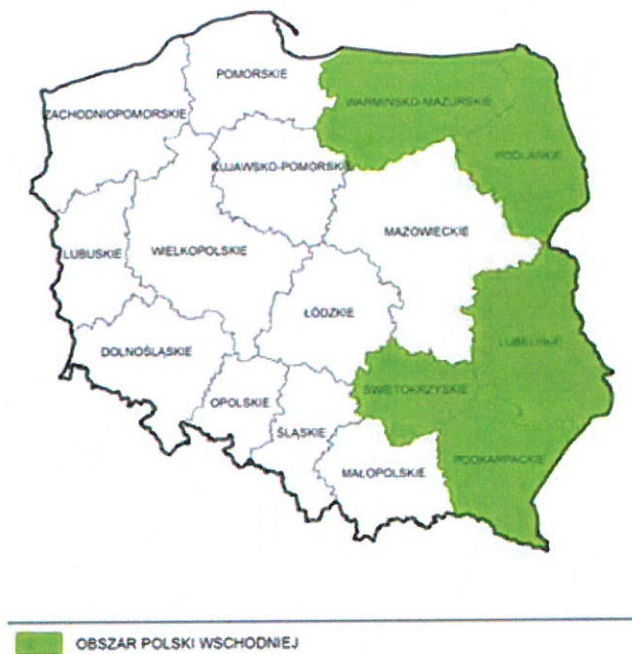 POMORSKIE
WARMIŃSKO-MAZURSKIE
ZACHODNIOPOMORSKIE
PODLASKIE
KUJAWSKO-POMORSKIE
MAZOWIECKIE
LUBUSKIE
WIELKOPOLSKIE
ŁÓDZKIE
LUBELSKIE
DOLNOŚLĄSKIE
ŚWIĘTOKRZYSKIE
OPOLSKIE
ŚLĄSKIE
PODKARPACKIE
MAŁOPOLSKIE
OBSZAR POLSKI WSCHODNIEJ